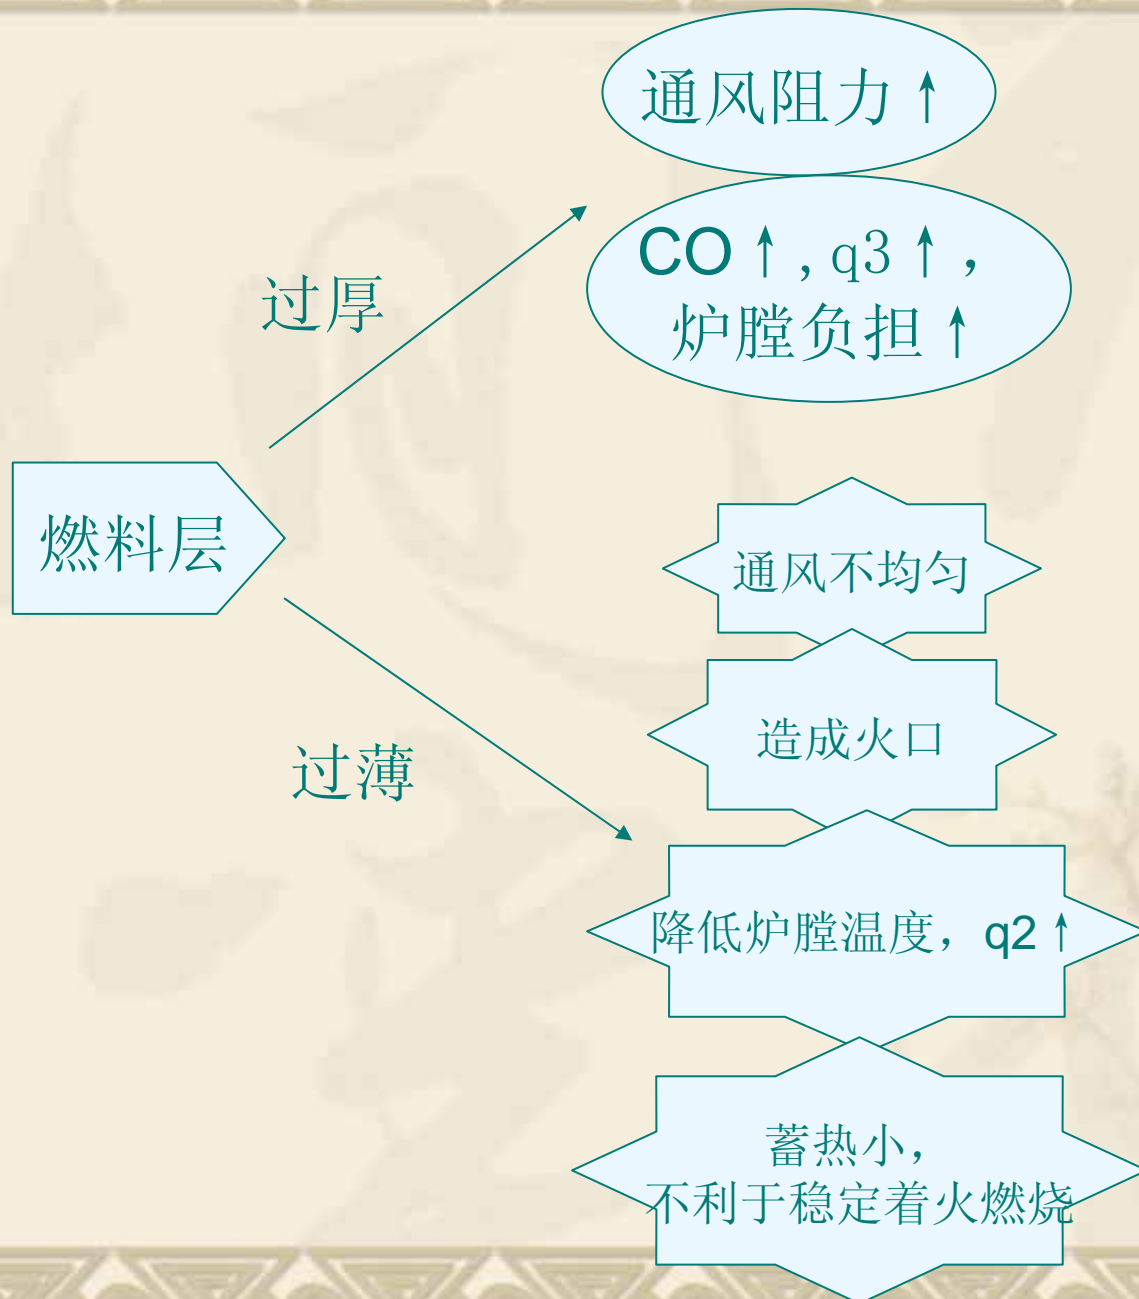 通风阻力↑
CO↑,q3↑，
炉膛负担↑
过厚
燃料层
通风不均匀
造成火口
过薄
降低炉膛温度，q2↑
蓄热小，
不利于稳定着火燃烧